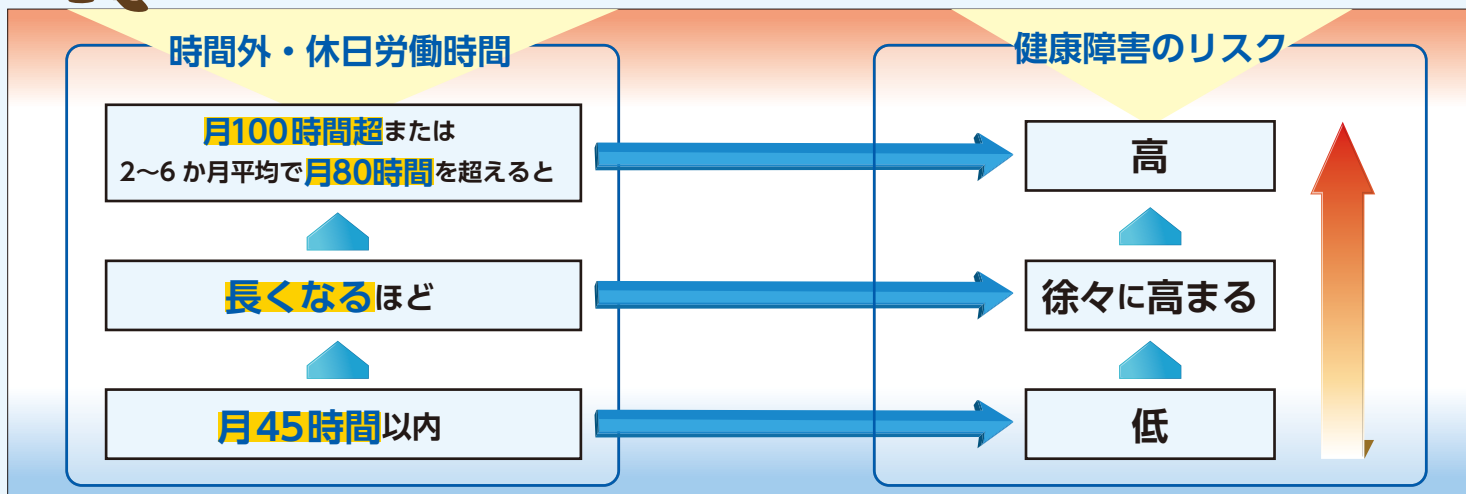 時間外・休日労働時間
月100時間超または
2〜6か月平均で月80時間を超えると
長くなるほど
月45時間以内
健康障害のリスク
高
徐々に高まる
低